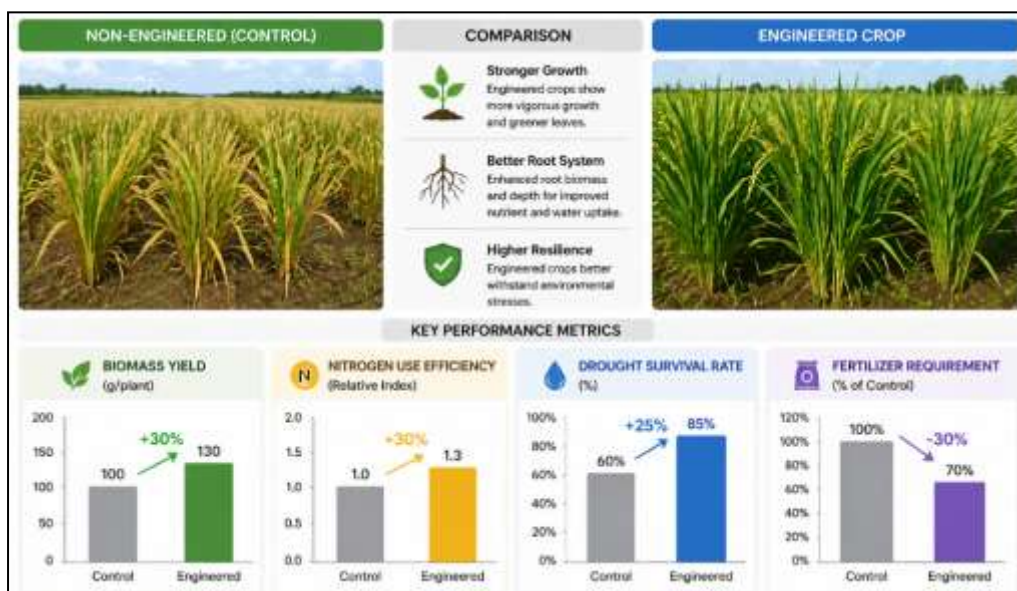 NON-ENGINEERED (CONTROL)
COMPARISON
ENGINEERED CROP
Stronger Growth
Engineered crops show
more vigorous growth
and greener leaves.
Better Root System
Enhanced root biomass
and depth for improved
nutrient and water uptake.
Higher Resilience
Engineered crops better
withstand environmental
stresses.
KEY PERFORMANCE METRICS
BIOMASS YIELD
(g/plant)
200
150
100
50
0
100
+30%
130
Control
Engineered
N
NITROGEN USE EFFICIENCY
(Relative Index)
2.0
1.5
1.0
0.5
0.0
1.0
+30%
1.3
Control
Engineered
DROUGHT SURVIVAL RATE
(%)
100%
80%
60%
40%
20%
0%
60%
+25%
85%
Control
Engineered
FERTILIZER REQUIREMENT
(% of Control)
120%
100%
80%
60%
40%
20%
0%
100%
-30%
70%
Control
Engineered